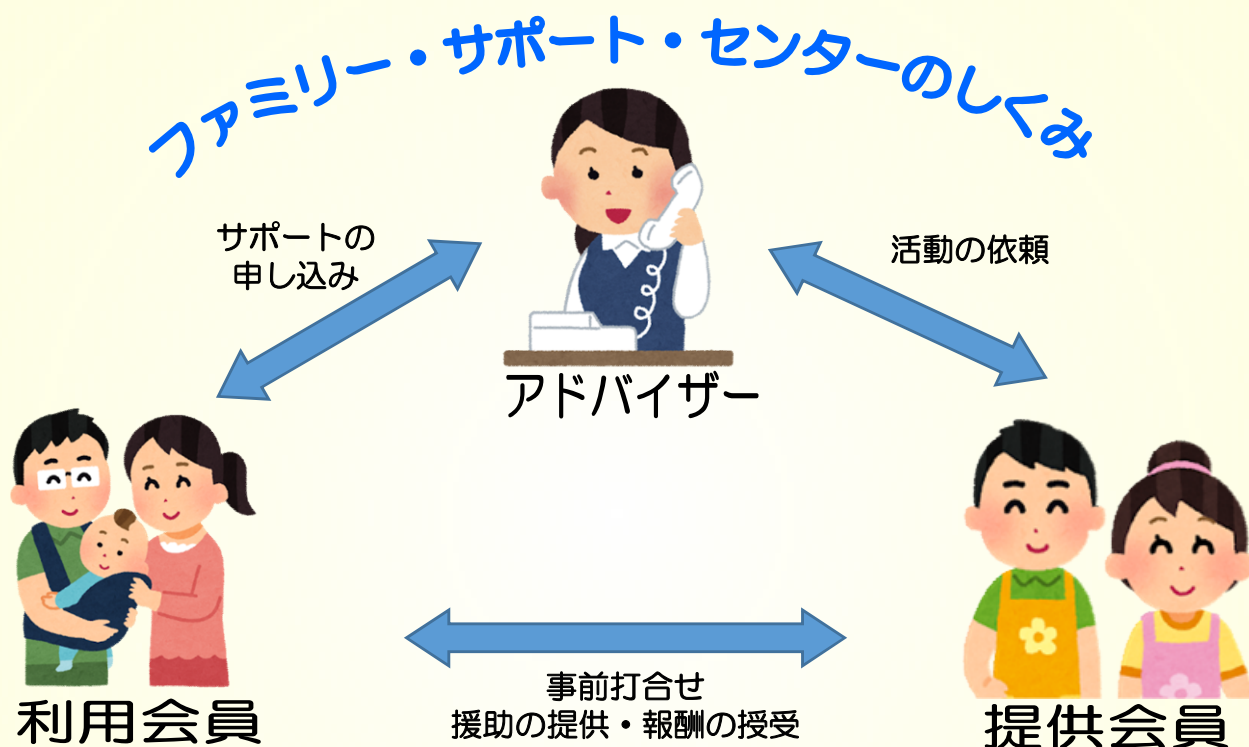 ファミリー・サポート・センターのしくみ
サポートの
申し込み
活動の依頼
アドバイザー
事前打合せ
援助の提供・報酬の授受
利用会員
提供会員